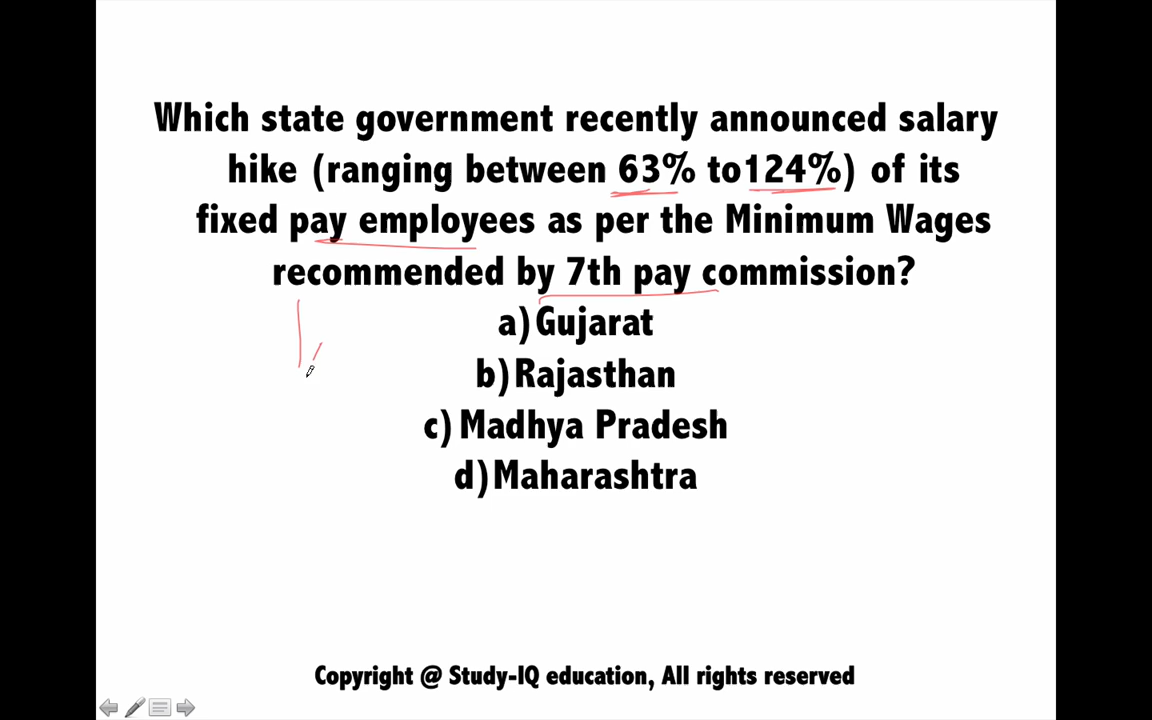 Which state government recently announced salary
hike (ranging between 63% to124%) of its
fixed pay employees as per the Minimum Wages
recommended by 7th pay commission?
a)Gujarat
b)Rajasthan
c) Madhya Pradesh
d)Maharashtra
Copyright @ Study-IQ education, All rights reserved